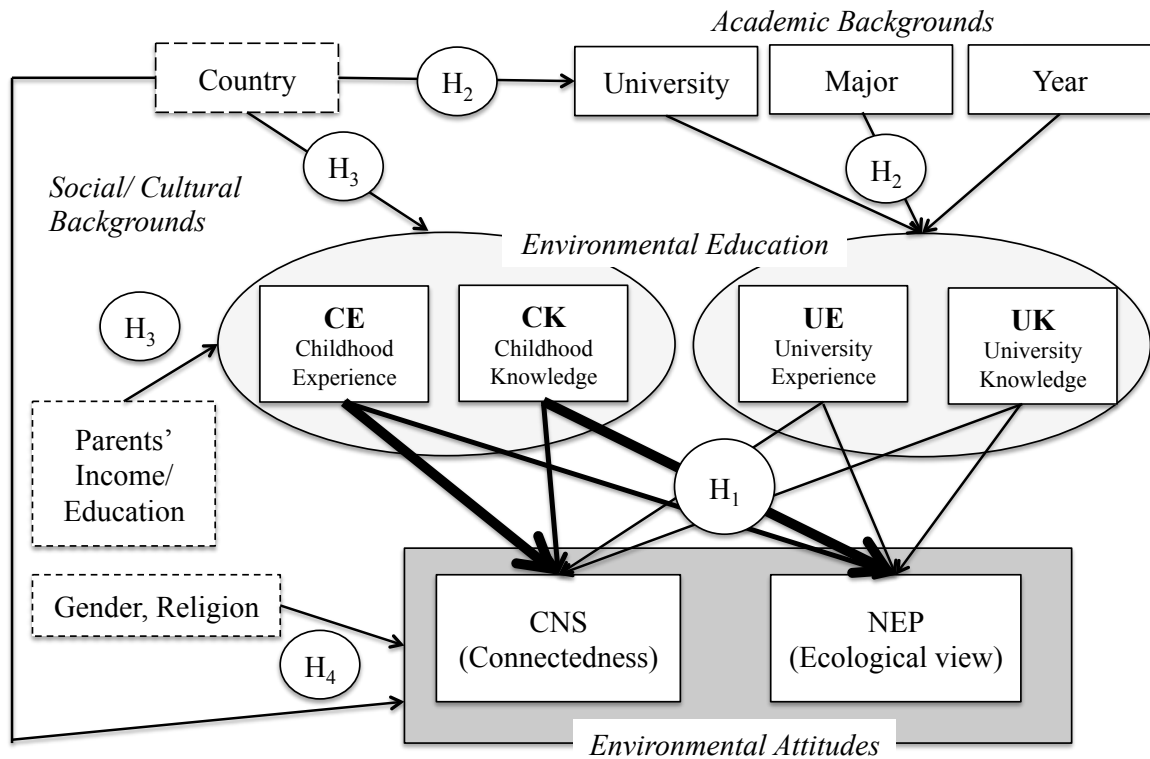 Academic Backgrounds
Country
H2
University
Major
Year
H3
H2
Social/ Cultural
Backgrounds
Environmental Education
H3
CE
Childhood
Experience
CK
Childhood
Knowledge
UE
University
Experience
UK
University
Knowledge
Parents’
Income/
Education
H1
Gender, Religion
H4
CNS
(Connectedness)
NEP
(Ecological view)
Environmental Attitudes